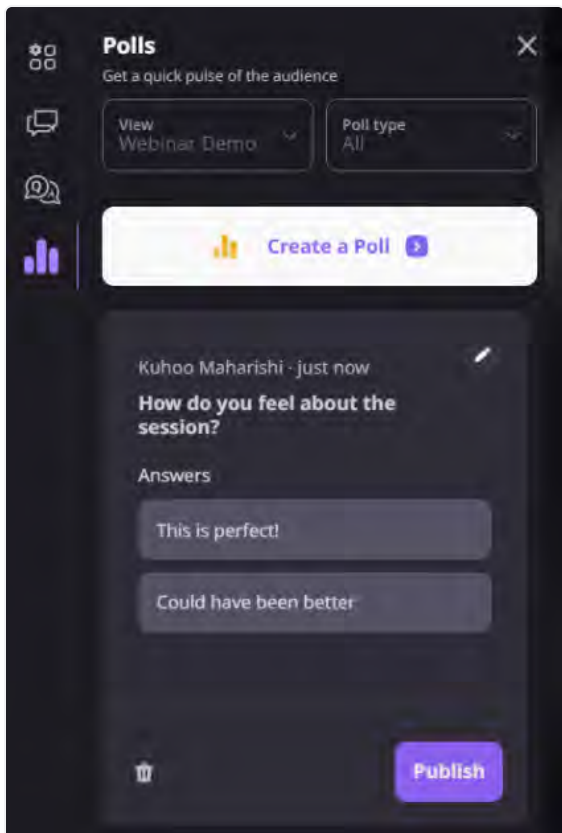 Polls
Get a quick pulse of the audience
View
Webinar Demo
Poll type
All
Create a Poll
Kuhoo Maharishi · just now
How do you feel about the
session?
Answers
This is perfect!
Could have been better
Publish